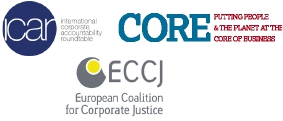 icar
international
corporate
accountability
roundtable
CORE
PUTTING PEOPLE
& THE PLANET AT THE
CORE OF BUSINESS
ECCJ
European Coalition
for Corporate Justice